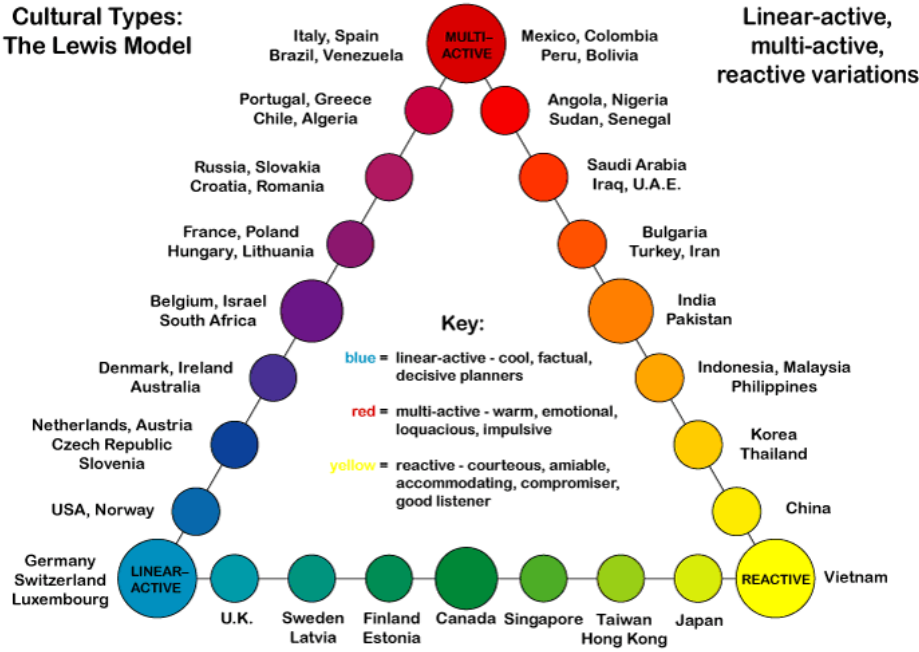 Cultural Types:
The Lewis Model
Linear-active,
multi-active,
reactive variations
MULTI–
ACTIVE
Italy, Spain
Brazil, Venezuela
Mexico, Colombia
Peru, Bolivia
Portugal, Greece
Chile, Algeria
Angola, Nigeria
Sudan, Senegal
Russia, Slovakia
Croatia, Romania
Saudi Arabia
Iraq, U.A.E.
France, Poland
Hungary, Lithuania
Bulgaria
Turkey, Iran
Belgium, Israel
South Africa
India
Pakistan
Denmark, Ireland
Australia
Indonesia, Malaysia
Philippines
Netherlands, Austria
Czech Republic
Slovenia
Korea
Thailand
USA, Norway
China
Key:
blue = linear-active - cool, factual,
decisive planners
red = multi-active - warm, emotional,
loquacious, impulsive
yellow = reactive - courteous, amiable,
accommodating, compromiser,
good listener
Germany
Switzerland
Luxembourg
LINEAR–
ACTIVE
REACTIVE
Vietnam
U.K.
Sweden
Latvia
Finland
Estonia
Canada
Singapore
Taiwan
Hong Kong
Japan